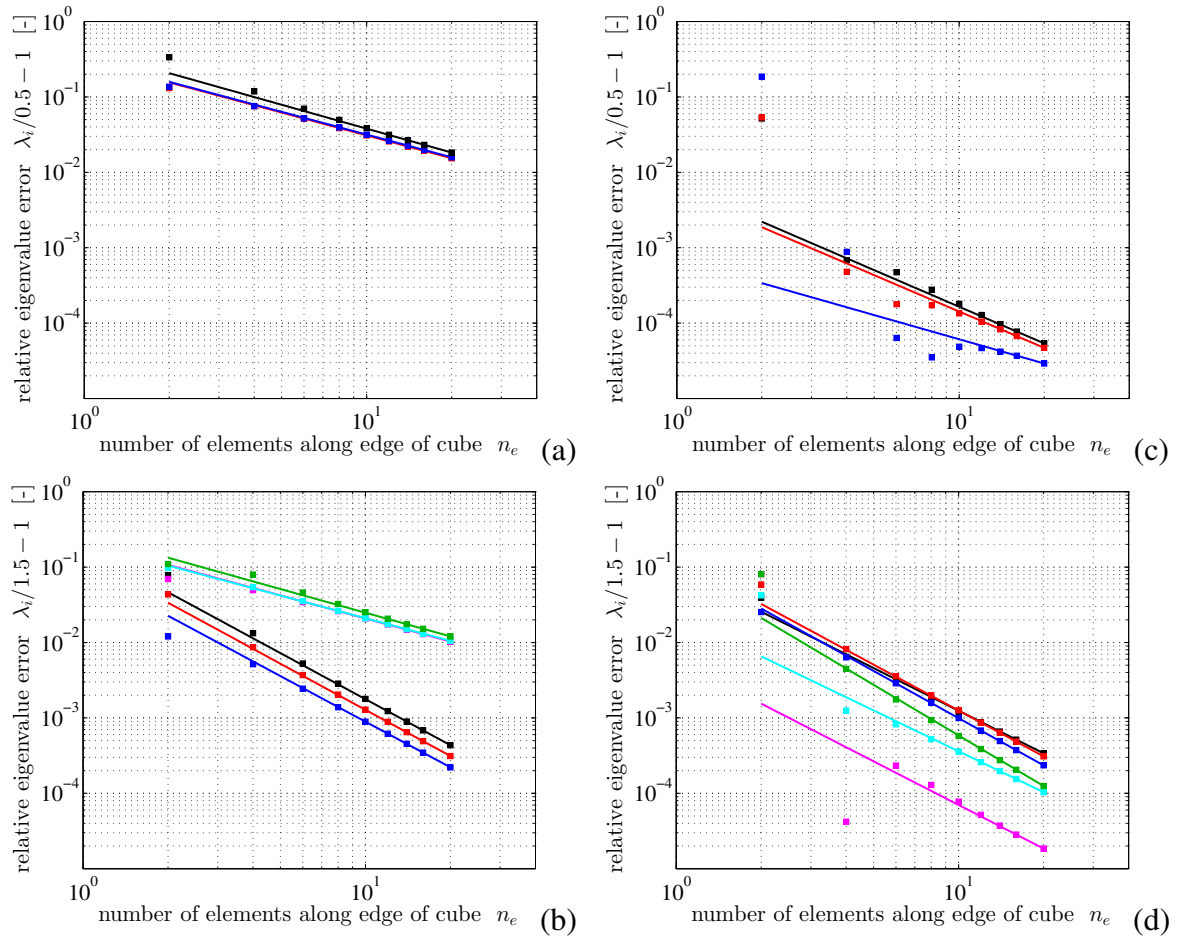 relative eigenvalue error λ_i/0.5 − 1 [-]
10^0
10^-1
10^-2
10^-3
10^-4
10^0
10^1
number of elements along edge of cube n_e
(a)
relative eigenvalue error λ_i/0.5 − 1 [-]
10^0
10^-1
10^-2
10^-3
10^-4
10^0
10^1
number of elements along edge of cube n_e
(c)
relative eigenvalue error λ_i/1.5 − 1 [-]
10^0
10^-1
10^-2
10^-3
10^-4
10^0
10^1
number of elements along edge of cube n_e
(b)
relative eigenvalue error λ_i/1.5 − 1 [-]
10^0
10^-1
10^-2
10^-3
10^-4
10^0
10^1
number of elements along edge of cube n_e
(d)